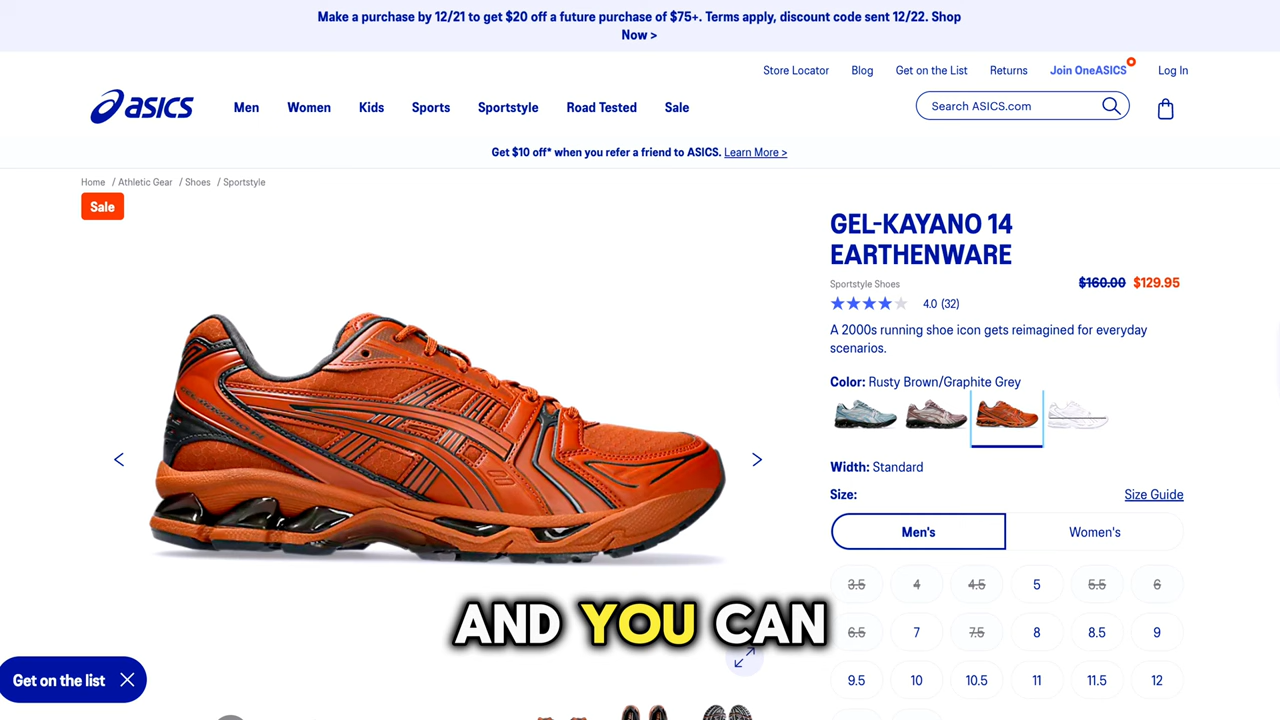 Make a purchase by 12/21 to get $20 off a future purchase of $75+. Terms apply, discount code sent 12/22. Shop
Now >
Store Locator Blog Get on the List Returns Join OneASICS Log In
asics Men Women Kids Sports Sportstyle Road Tested Sale Search ASICS.com
Get $10 off* when you refer a friend to ASICS. Learn More >
Home / Athletic Gear / Shoes / Sportstyle
Sale
GEL-KAYANO 14
EARTHENWARE
Sportstyle Shoes
$160.00 $129.95
4.0 (32)
A 2000s running shoe icon gets reimagined for everyday
scenarios.
Color: Rusty Brown/Graphite Grey
Width: Standard
Size: Size Guide
Men's Women's
3.5 4 4.5 5 5.5 6
6.5 7 7.5 8 8.5 9
9.5 10 10.5 11 11.5 12
AND YOU CAN
Get on the list